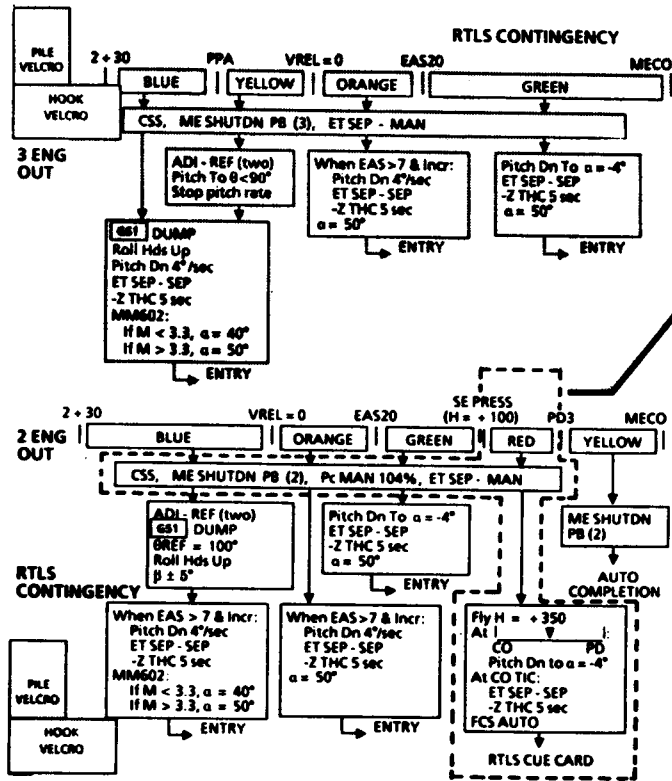 RTLS CONTINGENCY
PILE
VELCRO
HOOK
VELCRO
2 + 30
PPA
VREL = 0
EAS20
MECO
BLUE
YELLOW
ORANGE
GREEN
3 ENG
OUT
CSS, ME SHUTDN PB (3), ET SEP - MAN
ADI - REF (two)
Pitch To θ<90°
Stop pitch rate
When EAS >7 & Incr:
Pitch Dn 4°/sec
ET SEP - SEP
-Z THC 5 sec
α = 50°
ENTRY
Pitch Dn To α = -4°
ET SEP - SEP
-Z THC 5 sec
α = 50°
ENTRY
G51 DUMP
Roll Hds Up
Pitch Dn 4°/sec
ET SEP - SEP
-Z THC 5 sec
MM602:
If M < 3.3, α = 40°
If M > 3.3, α = 50°
ENTRY
2 ENG
OUT
2 + 30
VREL = 0
EAS20
SE PRESS
(H = + 100)
PD3
MECO
BLUE
ORANGE
GREEN
RED
YELLOW
CSS, ME SHUTDN PB (2), Pc MAN 104%, ET SEP - MAN
ADI - REF (two)
G51 DUMP
θREF = 100°
Roll Hds Up
β ± 5°
Pitch Dn To α = -4°
ET SEP - SEP
-Z THC 5 sec
α = 50°
ENTRY
ME SHUTDN
PB (2)
AUTO
COMPLETION
RTLS
CONTINGENCY
When EAS > 7 & Incr:
Pitch Dn 4°/sec
ET SEP - SEP
-Z THC 5 sec
MM602:
If M < 3.3, α = 40°
If M > 3.3, α = 50°
ENTRY
When EAS >7 & Incr:
Pitch Dn 4°/sec
ET SEP - SEP
-Z THC 5 sec
α = 50°
ENTRY
Fly H = + 350
At :
CO PD
Pitch Dn to α = -4°
At CO TIC:
ET SEP - SEP
-Z THC 5 sec
FCS AUTO
RTLS CUE CARD
PILE
VELCRO
HOOK
VELCRO